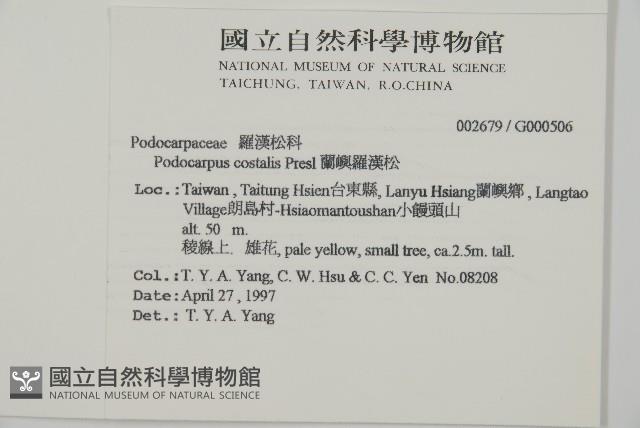 國立自然科學博物館
NATIONAL MUSEUM OF NATURAL SCIENCE
TAICHUNG, TAIWAN, R.O.CHINA
002679 / G000506
Podocarpaceae 羅漢松科
Podocarpus costalis Presl 蘭嶼羅漢松
Loc.:Taiwan , Taitung Hsien台東縣, Lanyu Hsiang蘭嶼鄉 , Langtao
Village朗島村-Hsiaomantoushan小饅頭山
alt. 50 m.
稜線上. 雄花, pale yellow, small tree, ca.2.5m. tall.
Col.:T. Y. A. Yang, C. W. Hsu & C. C. Yen No.08208
Date:April 27 , 1997
Det.: T. Y. A. Yang
國立自然科學博物館
NATIONAL MUSEUM OF NATURAL SCIENCE